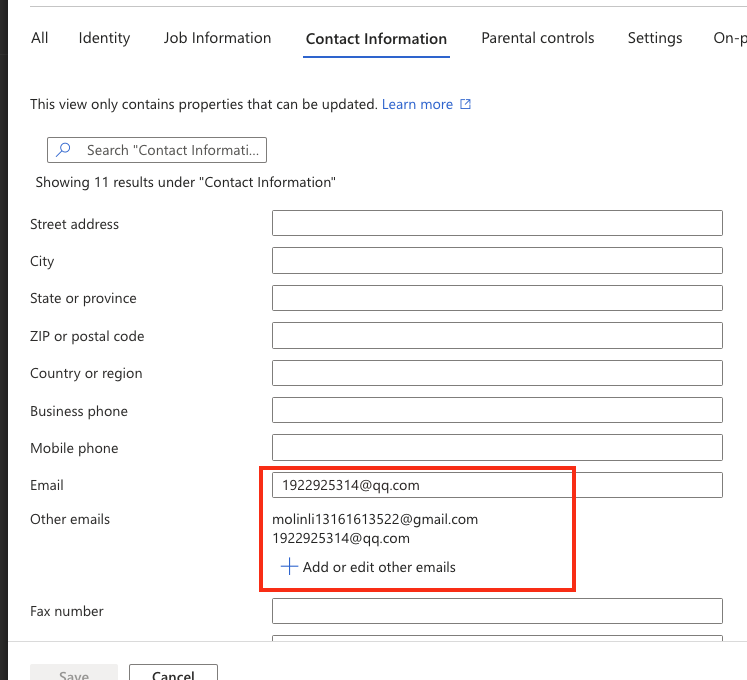 All Identity Job Information Contact Information Parental controls Settings On-p
This view only contains properties that can be updated. Learn more
Search "Contact Informati...
Showing 11 results under "Contact Information"
Street address
City
State or province
ZIP or postal code
Country or region
Business phone
Mobile phone
Email 1922925314@qq.com
Other emails molinli13161613522@gmail.com
1922925314@qq.com
Add or edit other emails
Fax number
Save Cancel